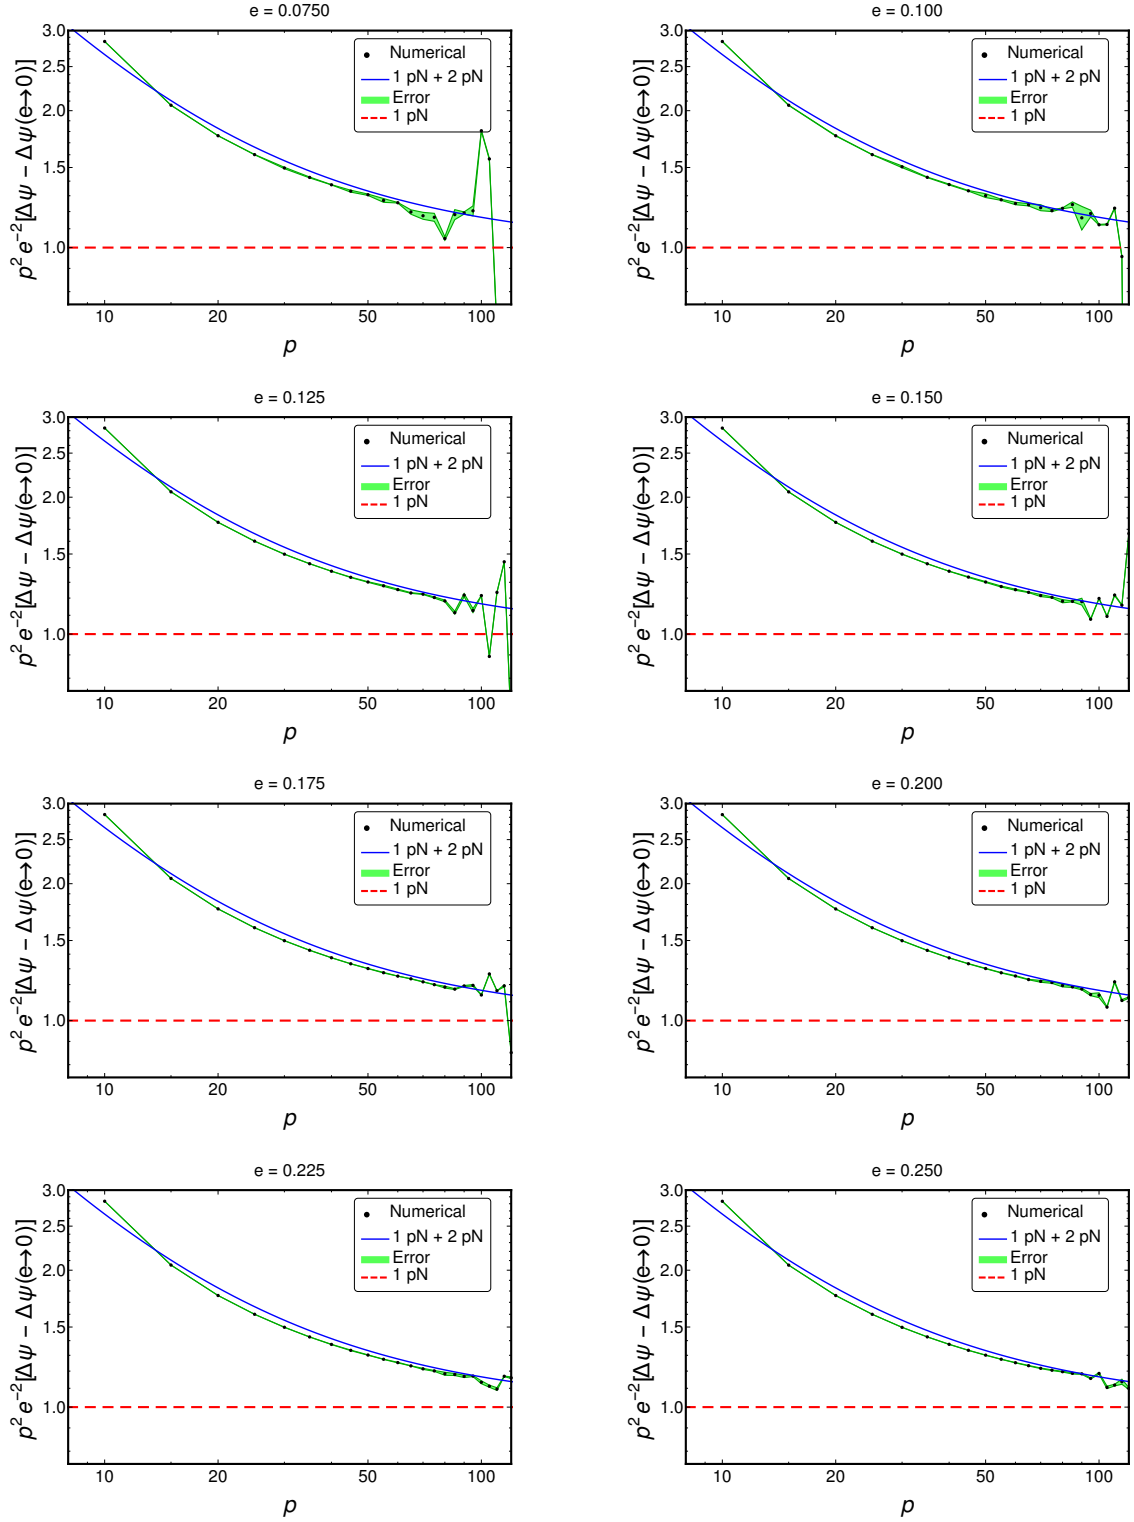 e = 0.0750
p² e⁻² [Δψ − Δψ(e→0)]
3.0
2.5
2.0
1.5
1.0
Numerical
1 pN + 2 pN
Error
1 pN
10 20 50 100
p
e = 0.100
p² e⁻² [Δψ − Δψ(e→0)]
3.0
2.5
2.0
1.5
1.0
Numerical
1 pN + 2 pN
Error
1 pN
10 20 50 100
p
e = 0.125
p² e⁻² [Δψ − Δψ(e→0)]
3.0
2.5
2.0
1.5
1.0
Numerical
1 pN + 2 pN
Error
1 pN
10 20 50 100
p
e = 0.150
p² e⁻² [Δψ − Δψ(e→0)]
3.0
2.5
2.0
1.5
1.0
Numerical
1 pN + 2 pN
Error
1 pN
10 20 50 100
p
e = 0.175
p² e⁻² [Δψ − Δψ(e→0)]
3.0
2.5
2.0
1.5
1.0
Numerical
1 pN + 2 pN
Error
1 pN
10 20 50 100
p
e = 0.200
p² e⁻² [Δψ − Δψ(e→0)]
3.0
2.5
2.0
1.5
1.0
Numerical
1 pN + 2 pN
Error
1 pN
10 20 50 100
p
e = 0.225
p² e⁻² [Δψ − Δψ(e→0)]
3.0
2.5
2.0
1.5
1.0
Numerical
1 pN + 2 pN
Error
1 pN
10 20 50 100
p
e = 0.250
p² e⁻² [Δψ − Δψ(e→0)]
3.0
2.5
2.0
1.5
1.0
Numerical
1 pN + 2 pN
Error
1 pN
10 20 50 100
p